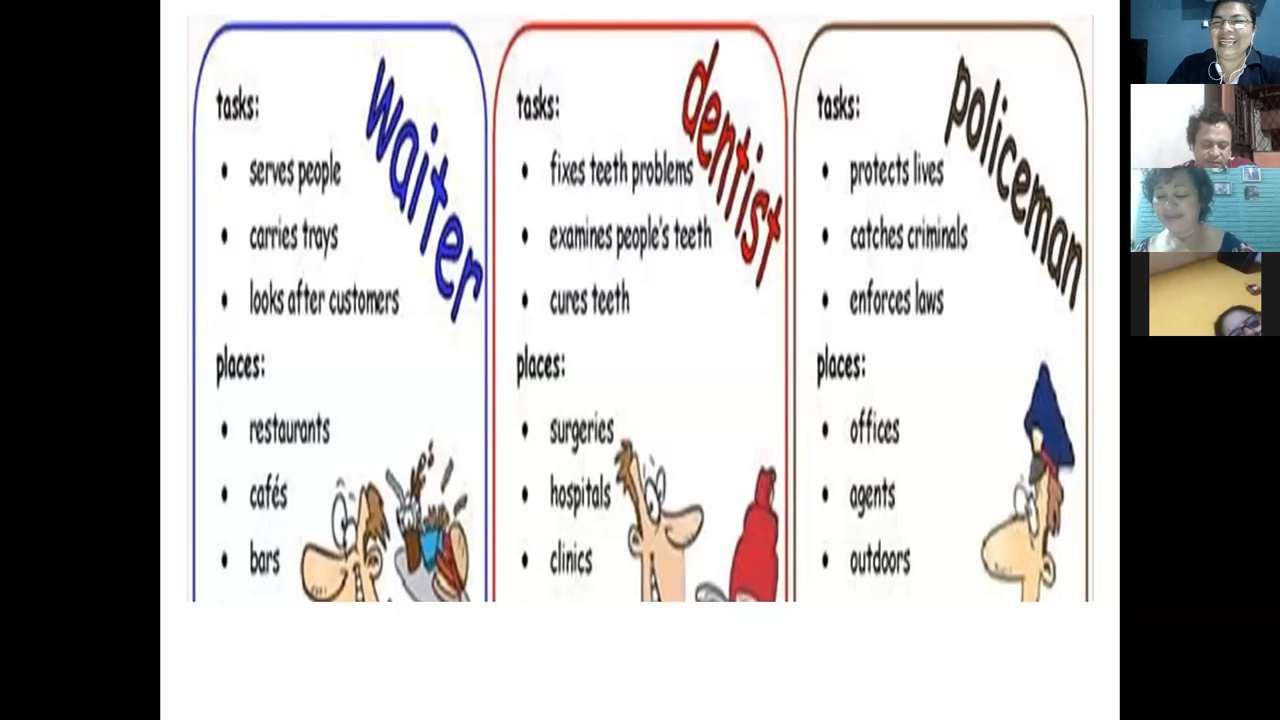 waiter
tasks:
serves people
carries trays
looks after customers
places:
restaurants
cafés
bars
dentist
tasks:
fixes teeth problems
examines people's teeth
cures teeth
places:
surgeries
hospitals
clinics
policeman
tasks:
protects lives
catches criminals
enforces laws
places:
offices
agents
outdoors